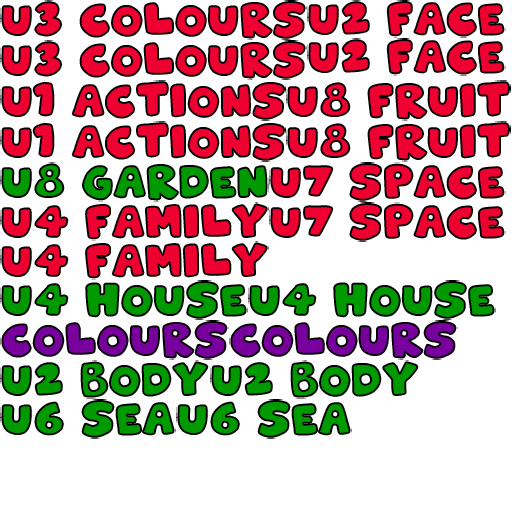 U3 COLOURSU2 FACE
U3 COLOURSU2 FACE
U1 ACTIONSU8 FRUIT
U1 ACTIONSU8 FRUIT
U8 GARDENU7 SPACE
U4 FAMILYU7 SPACE
U4 FAMILY
U4 HOUSEU4 HOUSE
COLOURSCOLOURS
U2 BODYU2 BODY
U6 SEAU6 SEA